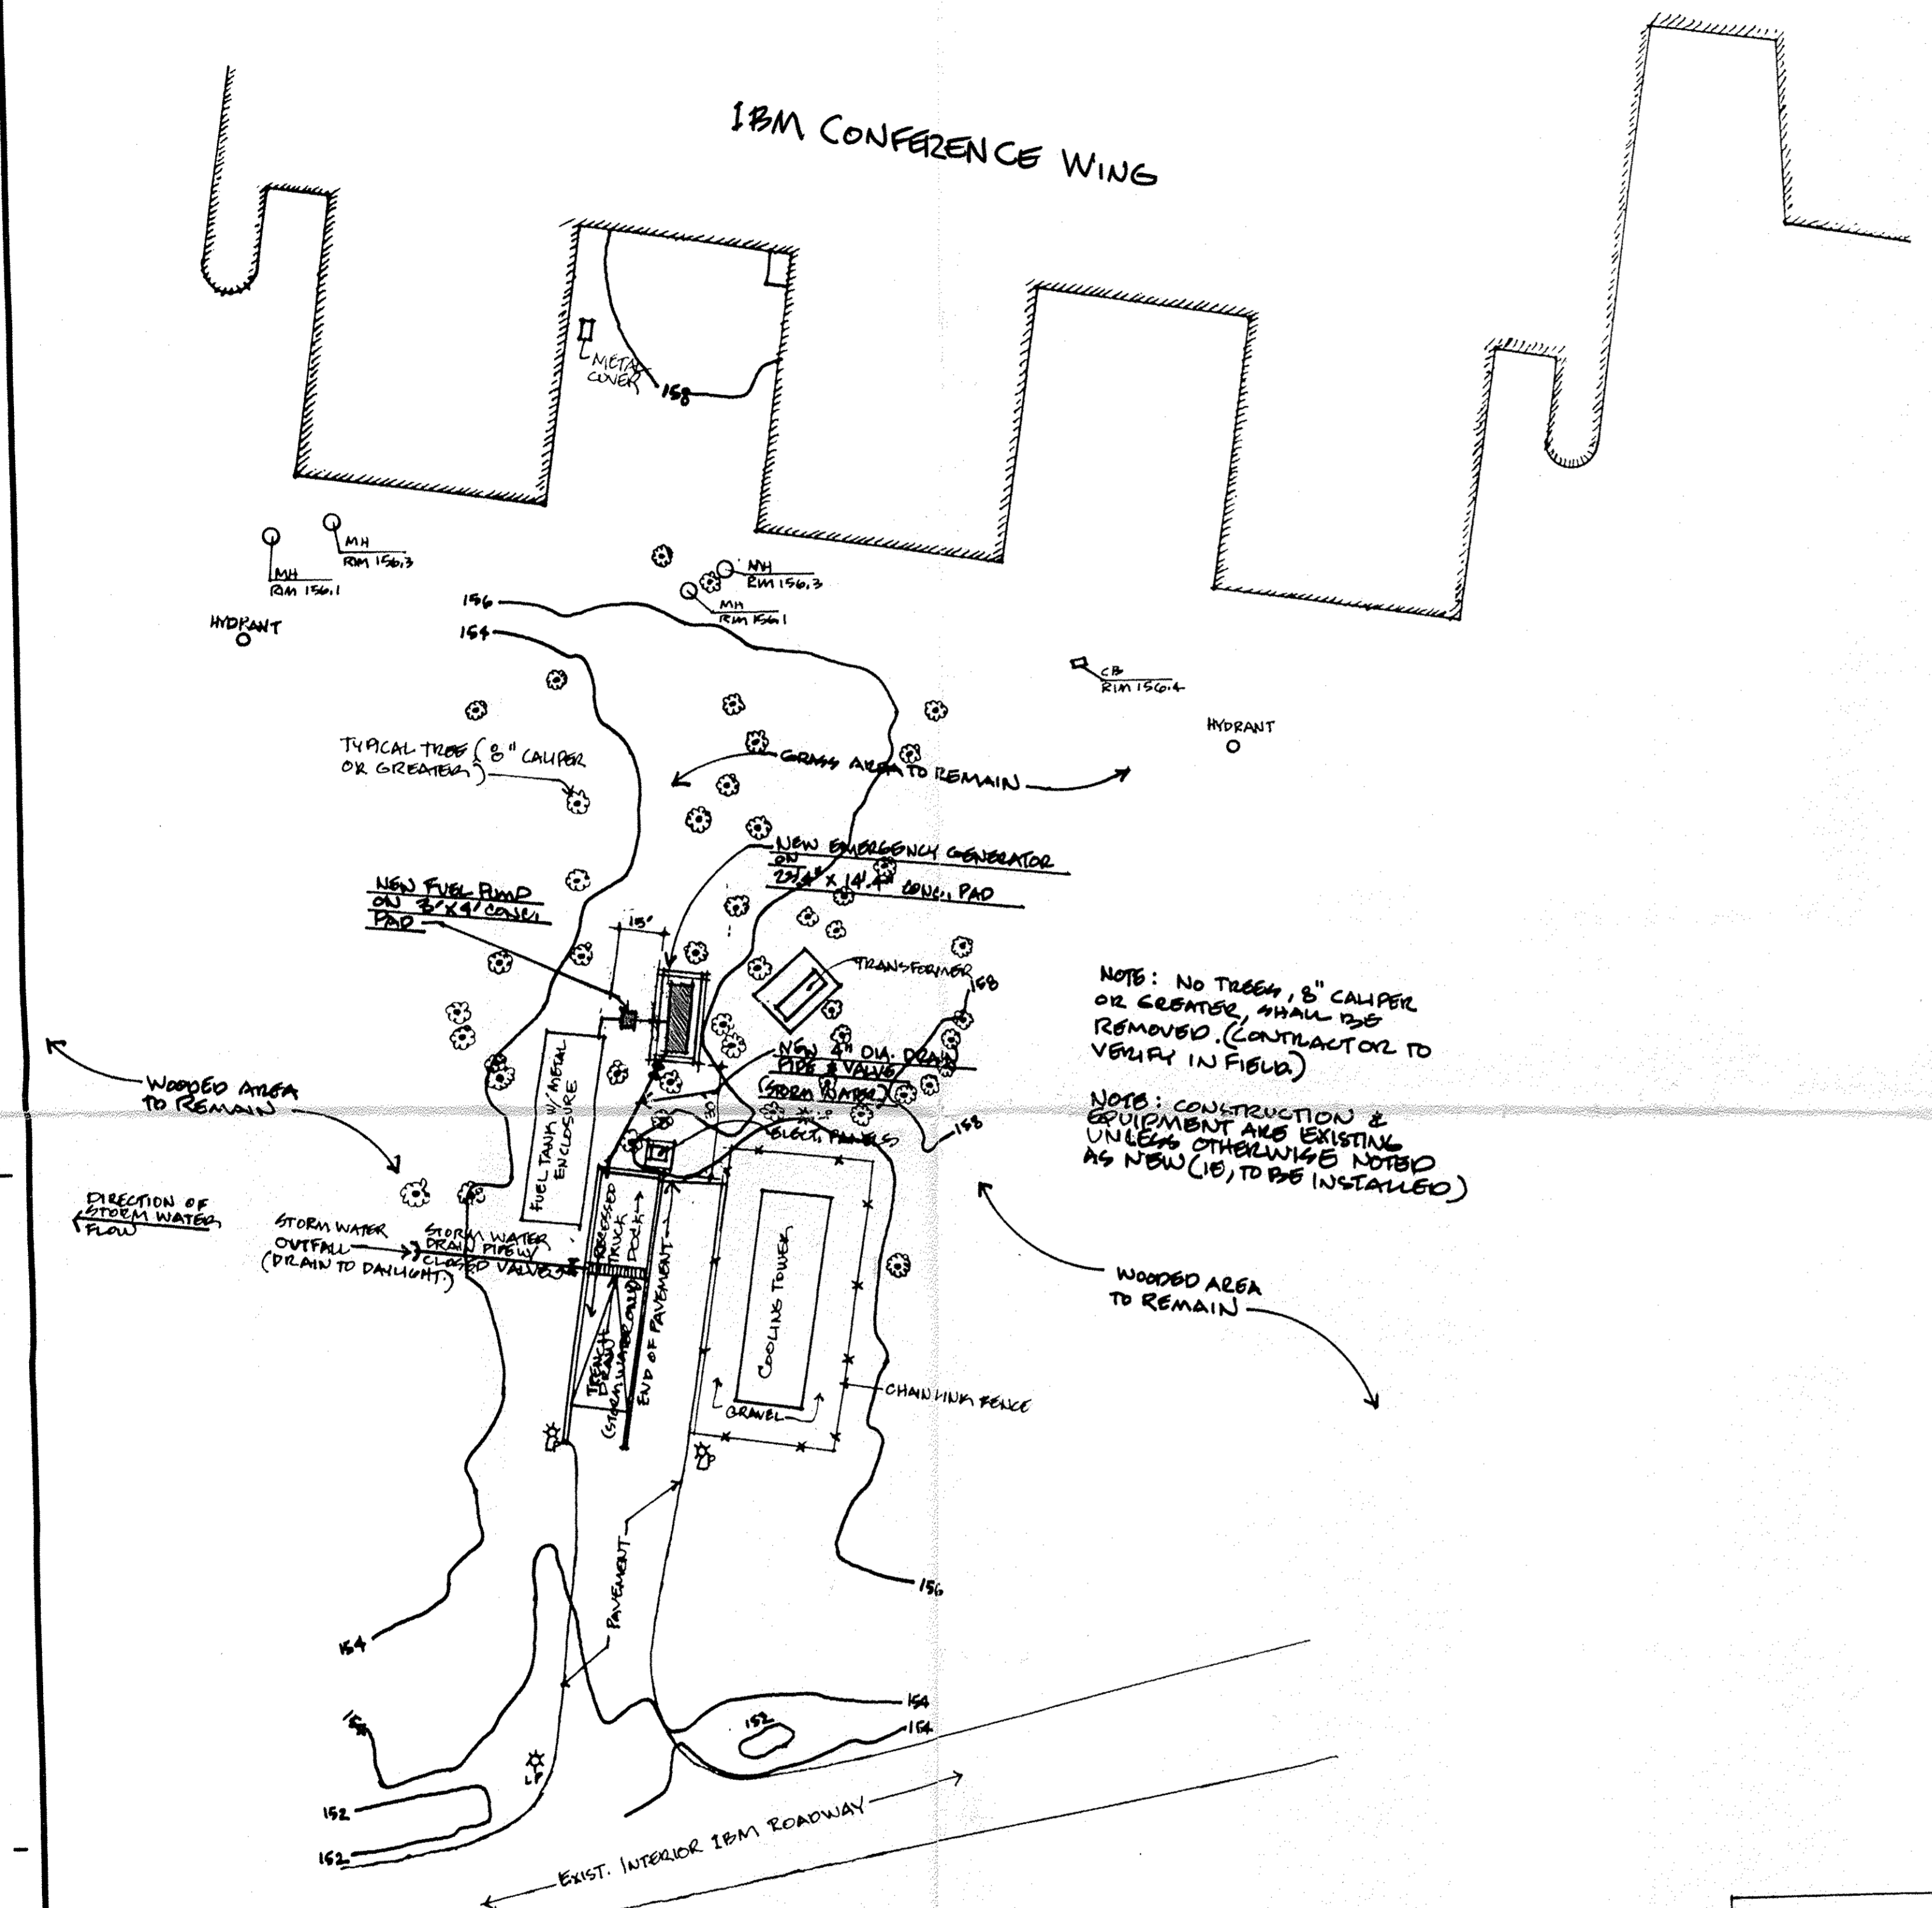 IBM CONFERENCE WING
METAL
COVER
158
MH
RIM 156.3
MH
RIM 156.1
HYDRANT
MH
RIM 156.3
MH
RIM 156.1
156
154
CB
RIM 156.4
HYDRANT
TYPICAL TREE (8" CALIPER
OR GREATER)
GRASS AREA TO REMAIN
NEW EMERGENCY GENERATOR
ON
CONC. PAD
NEW FUEL PUMP
ON 3'X4' CONC.
PAD
15'
TRANSFORMER
158
NOTE: NO TREES, 8" CALIPER
OR GREATER, SHALL BE
REMOVED. (CONTRACTOR TO
VERIFY IN FIELD.)
NEW 4" DIA. DRAIN
PIPE & VALVE
(STORM WATER)
30'
158
ELECT. PANELS
NOTE: CONSTRUCTION &
EQUIPMENT ARE EXISTING
UNLESS OTHERWISE NOTED
AS NEW (IE, TO BE INSTALLED)
WOODED AREA
TO REMAIN
FUEL TANK W/ METAL
ENCLOSURE
DIRECTION OF
STORM WATER
FLOW
STORM WATER
OUTFALL
(DRAIN TO DAYLIGHT.)
STORM WATER
DRAIN PIPE W/
CLOSED VALVE
RECESSED
TRUCK
DOCK
TRENCH
DRAIN
(STORM WATER ONLY)
END OF PAVEMENT
COOLING TOWER
GRAVEL
CHAIN LINK FENCE
WOODED AREA
TO REMAIN
LP
PAVEMENT
156
154
154
154
152
LP
152
152
EXIST. INTERIOR IBM ROADWAY